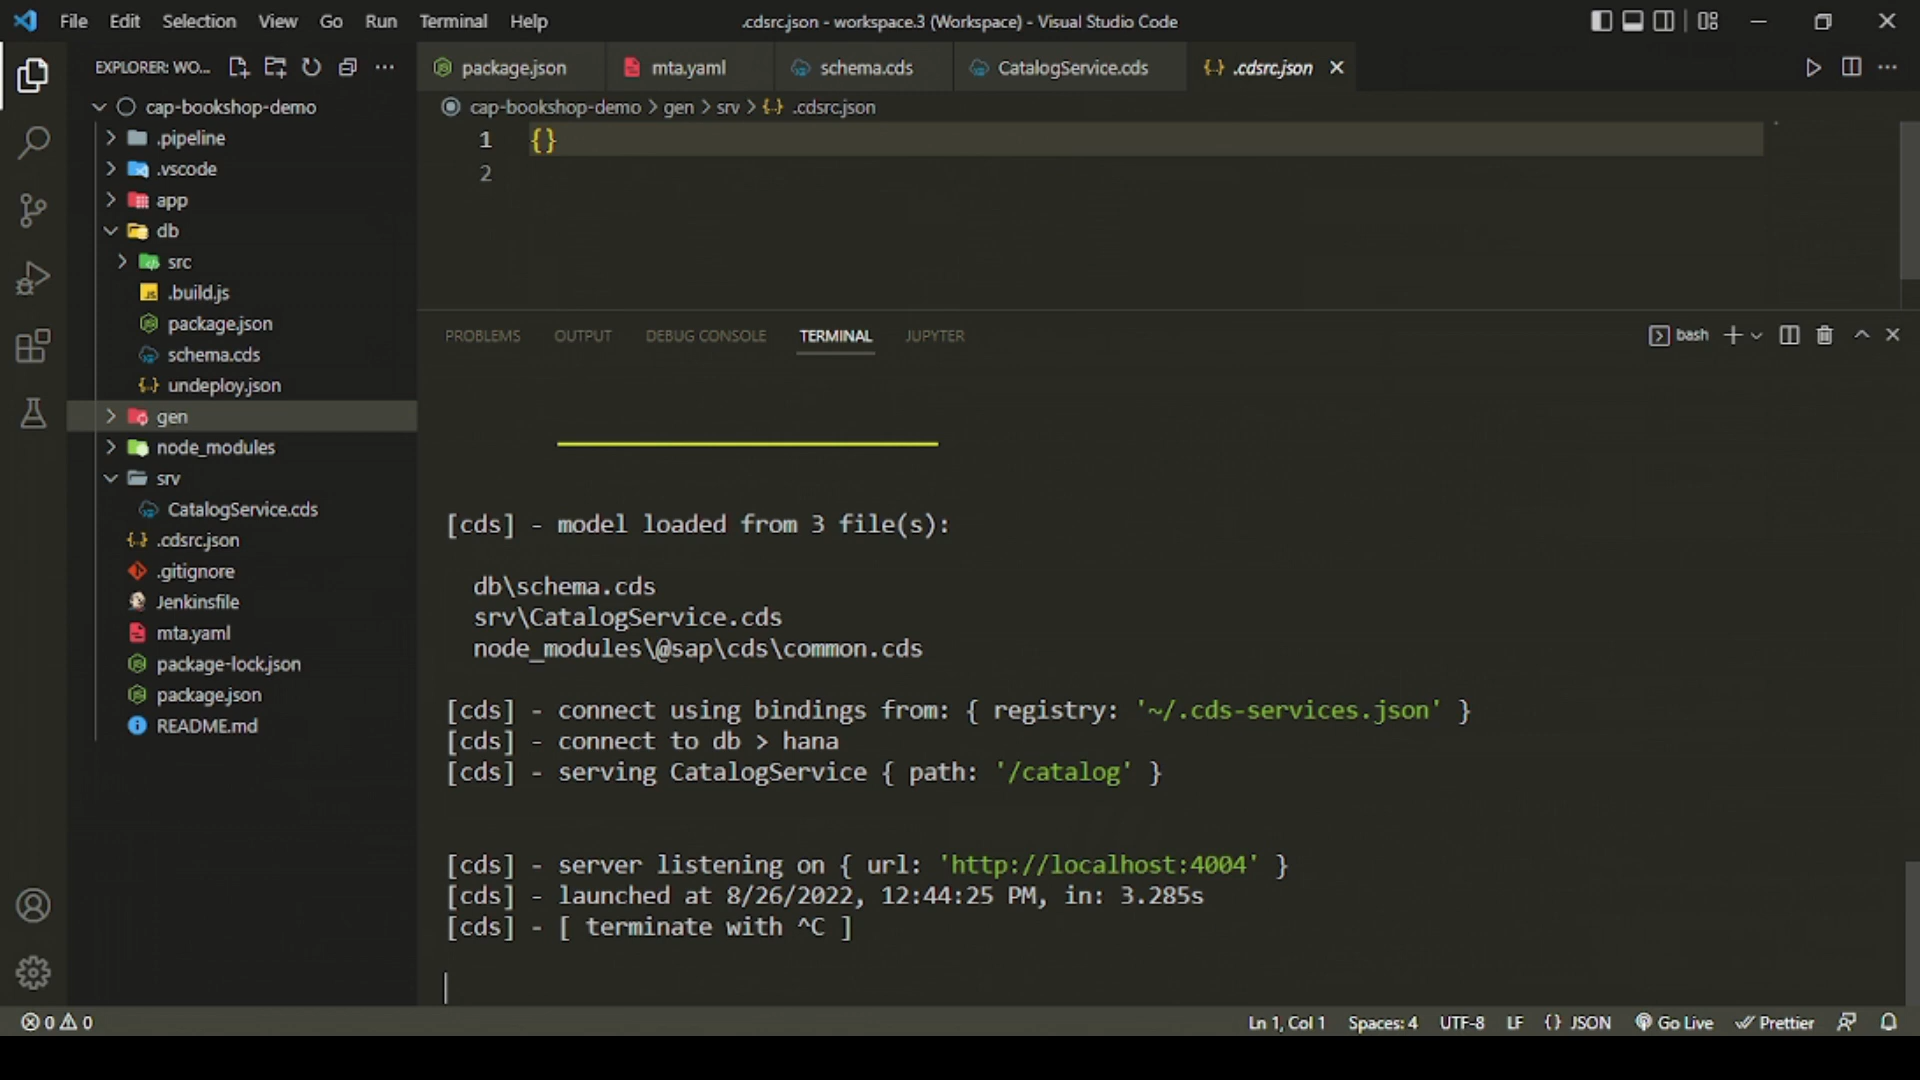 File Edit Selection View Go Run Terminal Help
.cdsrc.json - workspace.3 (Workspace) - Visual Studio Code
EXPLORER: WO...
cap-bookshop-demo
.pipeline
.vscode
app
db
src
.build.js
package.json
schema.cds
undeploy.json
gen
node_modules
srv
CatalogService.cds
.cdsrc.json
.gitignore
Jenkinsfile
mta.yaml
package-lock.json
package.json
README.md
package.json mta.yaml schema.cds CatalogService.cds .cdsrc.json
cap-bookshop-demo > gen > srv > {..} .cdsrc.json
1 {}
2
PROBLEMS OUTPUT DEBUG CONSOLE TERMINAL JUPYTER
bash
[cds] - model loaded from 3 file(s):
db\schema.cds
srv\CatalogService.cds
node_modules\@sap\cds\common.cds
[cds] - connect using bindings from: { registry: '~/.cds-services.json' }
[cds] - connect to db > hana
[cds] - serving CatalogService { path: '/catalog' }
[cds] - server listening on { url: 'http://localhost:4004' }
[cds] - launched at 8/26/2022, 12:44:25 PM, in: 3.285s
[cds] - [ terminate with ^C ]
0 0
Ln 1, Col 1 Spaces: 4 UTF-8 LF {} JSON Go Live Prettier